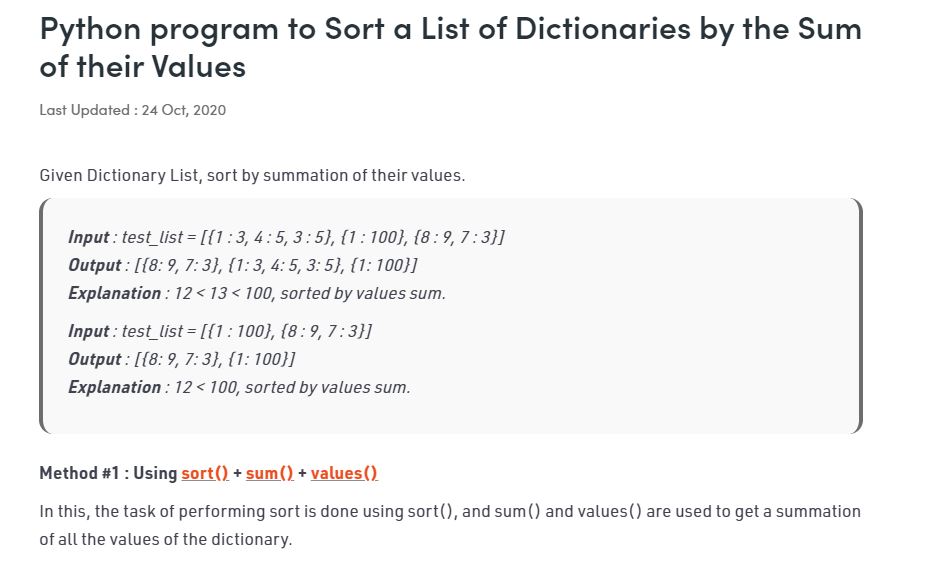 Python program to Sort a List of Dictionaries by the Sum
of their Values
Last Updated : 24 Oct, 2020
Given Dictionary List, sort by summation of their values.
Input : test_list = [{1 : 3, 4 : 5, 3 : 5}, {1 : 100}, {8 : 9, 7 : 3}]
Output : [{8: 9, 7: 3}, {1: 3, 4: 5, 3: 5}, {1: 100}]
Explanation : 12 < 13 < 100, sorted by values sum.
Input : test_list = [{1 : 100}, {8 : 9, 7 : 3}]
Output : [{8: 9, 7: 3}, {1: 100}]
Explanation : 12 < 100, sorted by values sum.
Method #1 : Using sort() + sum() + values()
In this, the task of performing sort is done using sort(), and sum() and values() are used to get a summation
of all the values of the dictionary.